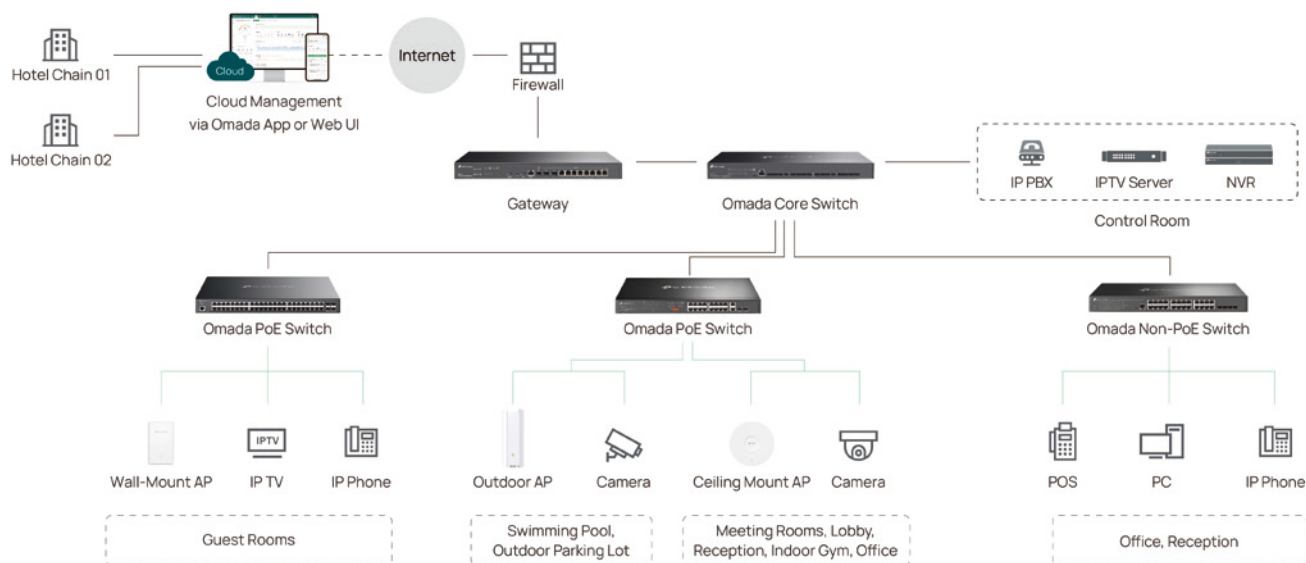 Hotel Chain 01
Cloud
Internet
Firewall
Cloud Management
via Omada App or Web UI
Hotel Chain 02
Gateway
Omada Core Switch
IP PBX
IPTV Server
NVR
Control Room
Omada PoE Switch
Omada PoE Switch
Omada Non-PoE Switch
IPTV
Wall-Mount AP
IP TV
IP Phone
Outdoor AP
Camera
Ceiling Mount AP
Camera
POS
PC
IP Phone
Guest Rooms
Swimming Pool,
Outdoor Parking Lot
Meeting Rooms, Lobby,
Reception, Indoor Gym, Office
Office, Reception